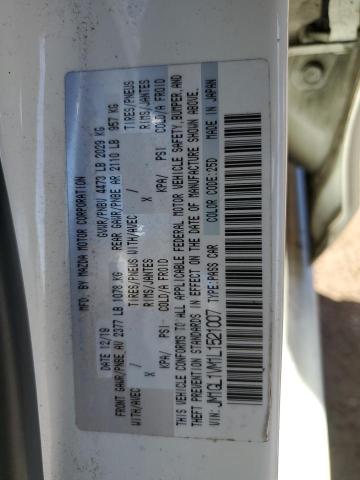 MFD. BY MAZDA MOTOR CORPORATION
DATE 12/19 GVWR/PNBV 4473 LB 2029 KG
FRONT GAWR/PNBE AV 2377 LB 1078 KG REAR GAWR/PNBE AR 2110 LB 957 KG
WITH/AVEC / TIRES/PNEUS WITH/AVEC / TIRES/PNEUS
X RIMS/JANTES X RIMS/JANTES
KPA/ PSI COLD/A FROID KPA/ PSI COLD/A FROID
THIS VEHICLE CONFORMS TO ALL APPLICABLE FEDERAL MOTOR VEHICLE SAFETY, BUMPER, AND
THEFT PREVENTION STANDARDS IN EFFECT ON THE DATE OF MANUFACTURE SHOWN ABOVE.
VIN: JM1GL1VM1L1521007 TYPE: PASS CAR COLOR CODE: 25D MADE IN JAPAN